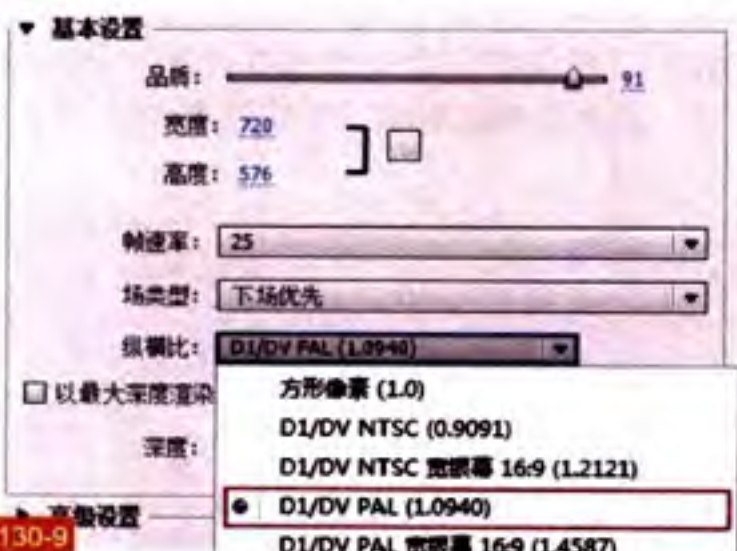 基本设置
品质: 91
宽度: 720
高度: 576
帧速率: 25
场类型: 下场优先
纵横比: D1/DV PAL (1.0940)
以最大深度渲染
方形像素 (1.0)
D1/DV NTSC (0.9091)
深度:
D1/DV NTSC 宽银幕 16:9 (1.2121)
D1/DV PAL (1.0940)
高级设置
130-9
D1/DV PAL 宽银幕 16:9 (1.4587)